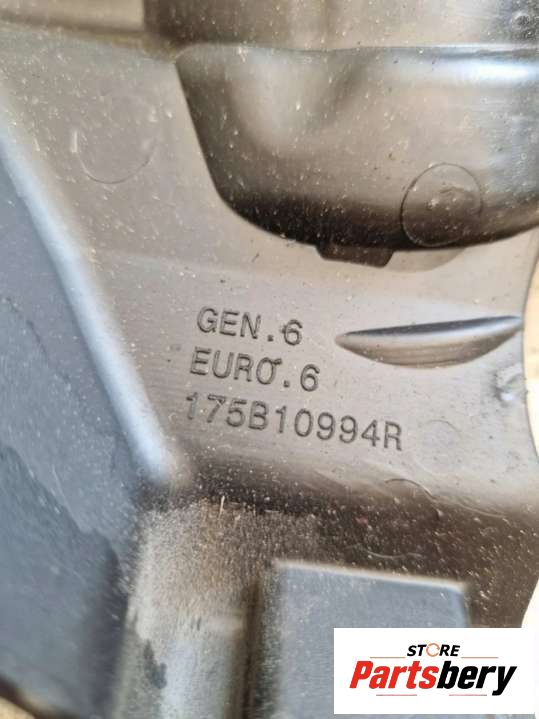 GEN.6
EURO.6
175B10994R
STORE
Partsbery